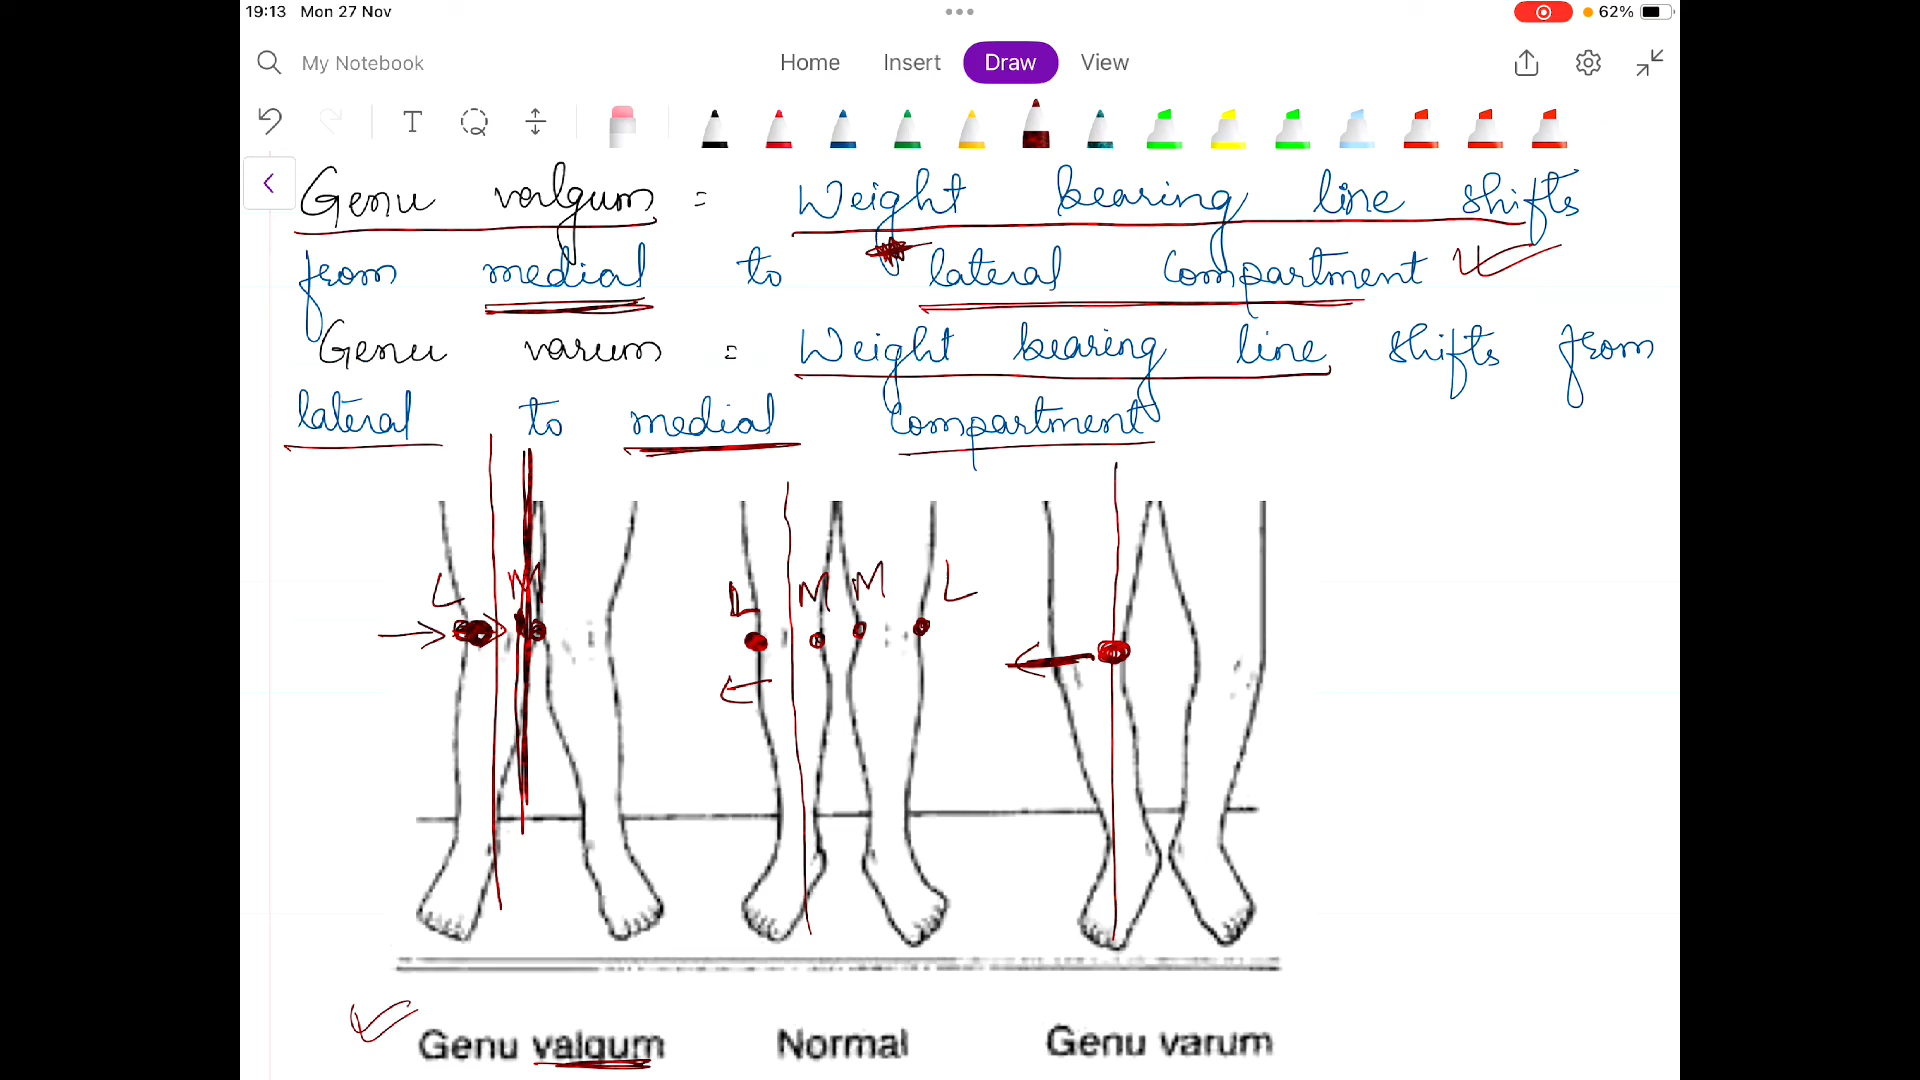 19:13 Mon 27 Nov 62%
My Notebook Home Insert Draw View
T
Genu valgum = Weight bearing line shifts
from medial to lateral compartment
Genu varum = Weight bearing line shifts from
lateral to medial compartment
L M L M M L
Genu valgum Normal Genu varum